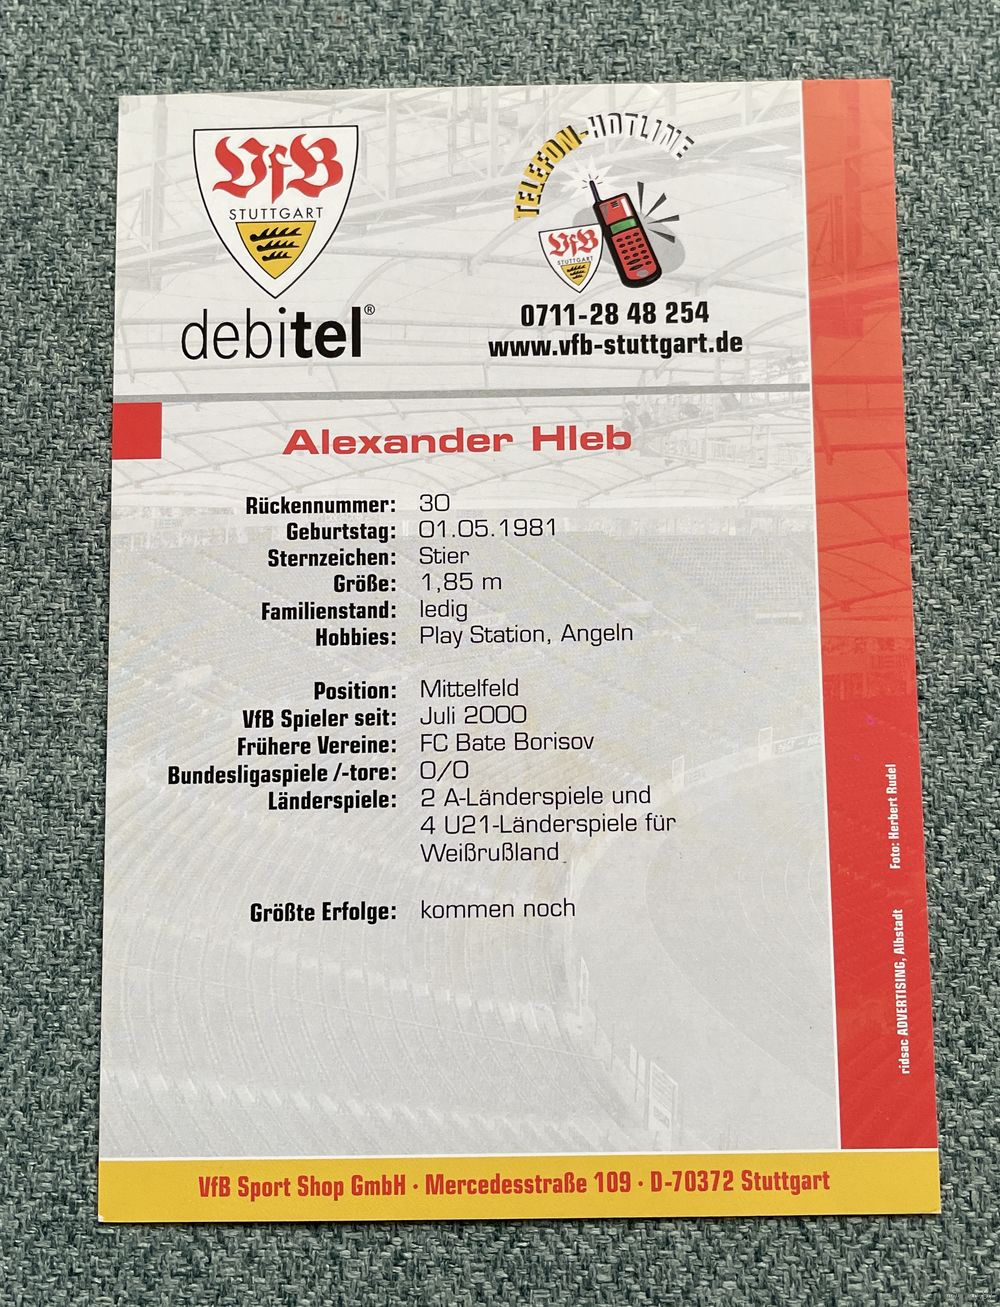 VfB
STUTTGART
debitel®
TELEFON-HOTLINE
VfB
STUTTGART
0711-28 48 254
www.vfb-stuttgart.de
Alexander Hleb
Rückennummer: 30
Geburtstag: 01.05.1981
Sternzeichen: Stier
Größe: 1,85 m
Familienstand: ledig
Hobbies: Play Station, Angeln
Position: Mittelfeld
VfB Spieler seit: Juli 2000
Frühere Vereine: FC Bate Borisov
Bundesligaspiele /-tore: 0/0
Länderspiele: 2 A-Länderspiele und
4 U21-Länderspiele für
Weißrußland
Größte Erfolge: kommen noch
ridsac ADVERTISING, Albstadt
Foto: Herbert Rudel
VfB Sport Shop GmbH · Mercedesstraße 109 · D-70372 Stuttgart